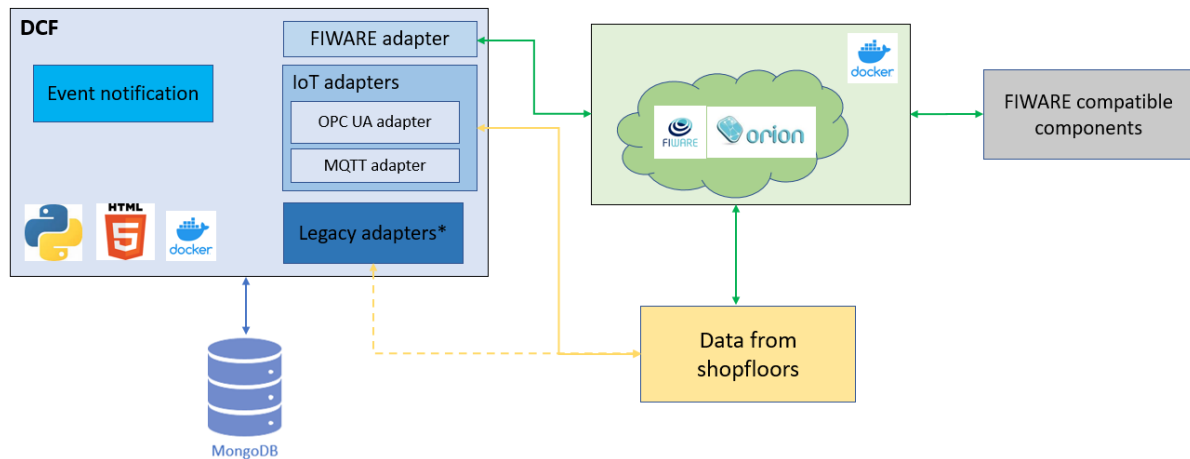 DCF
FIWARE adapter
Event notification
IoT adapters
OPC UA adapter
MQTT adapter
Legacy adapters*
HTML
5
docker
MongoDB
docker
FIWARE
orion
FIWARE compatible
components
Data from
shopfloors